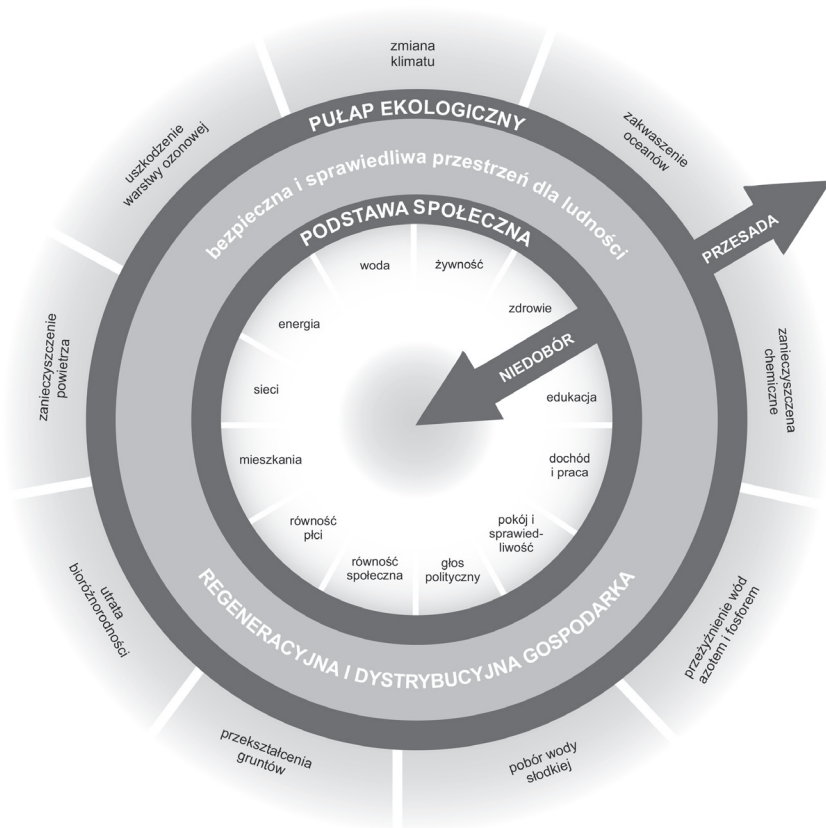 zmiana
klimatu
zakwaszenie
oceanów
zanieczyszczena
chemiczne
przeżyźnienie wód
azotem i fosforem
pobór wody
słodkiej
przekształcenia
gruntów
utrata
bioróżnorodności
zanieczyszczenie
powietrza
uszkodzenie
warstwy ozonowej
PUŁAP EKOLOGICZNY
bezpieczna i sprawiedliwa przestrzeń dla ludności
PODSTAWA SPOŁECZNA
PRZESADA
NIEDOBÓR
woda
żywność
zdrowie
edukacja
dochód
i praca
pokój i
sprawied-
liwość
głos
polityczny
równość
społeczna
równość
płci
mieszkania
sieci
energia
REGENERACYJNA I DYSTRYBUCYJNA GOSPODARKA